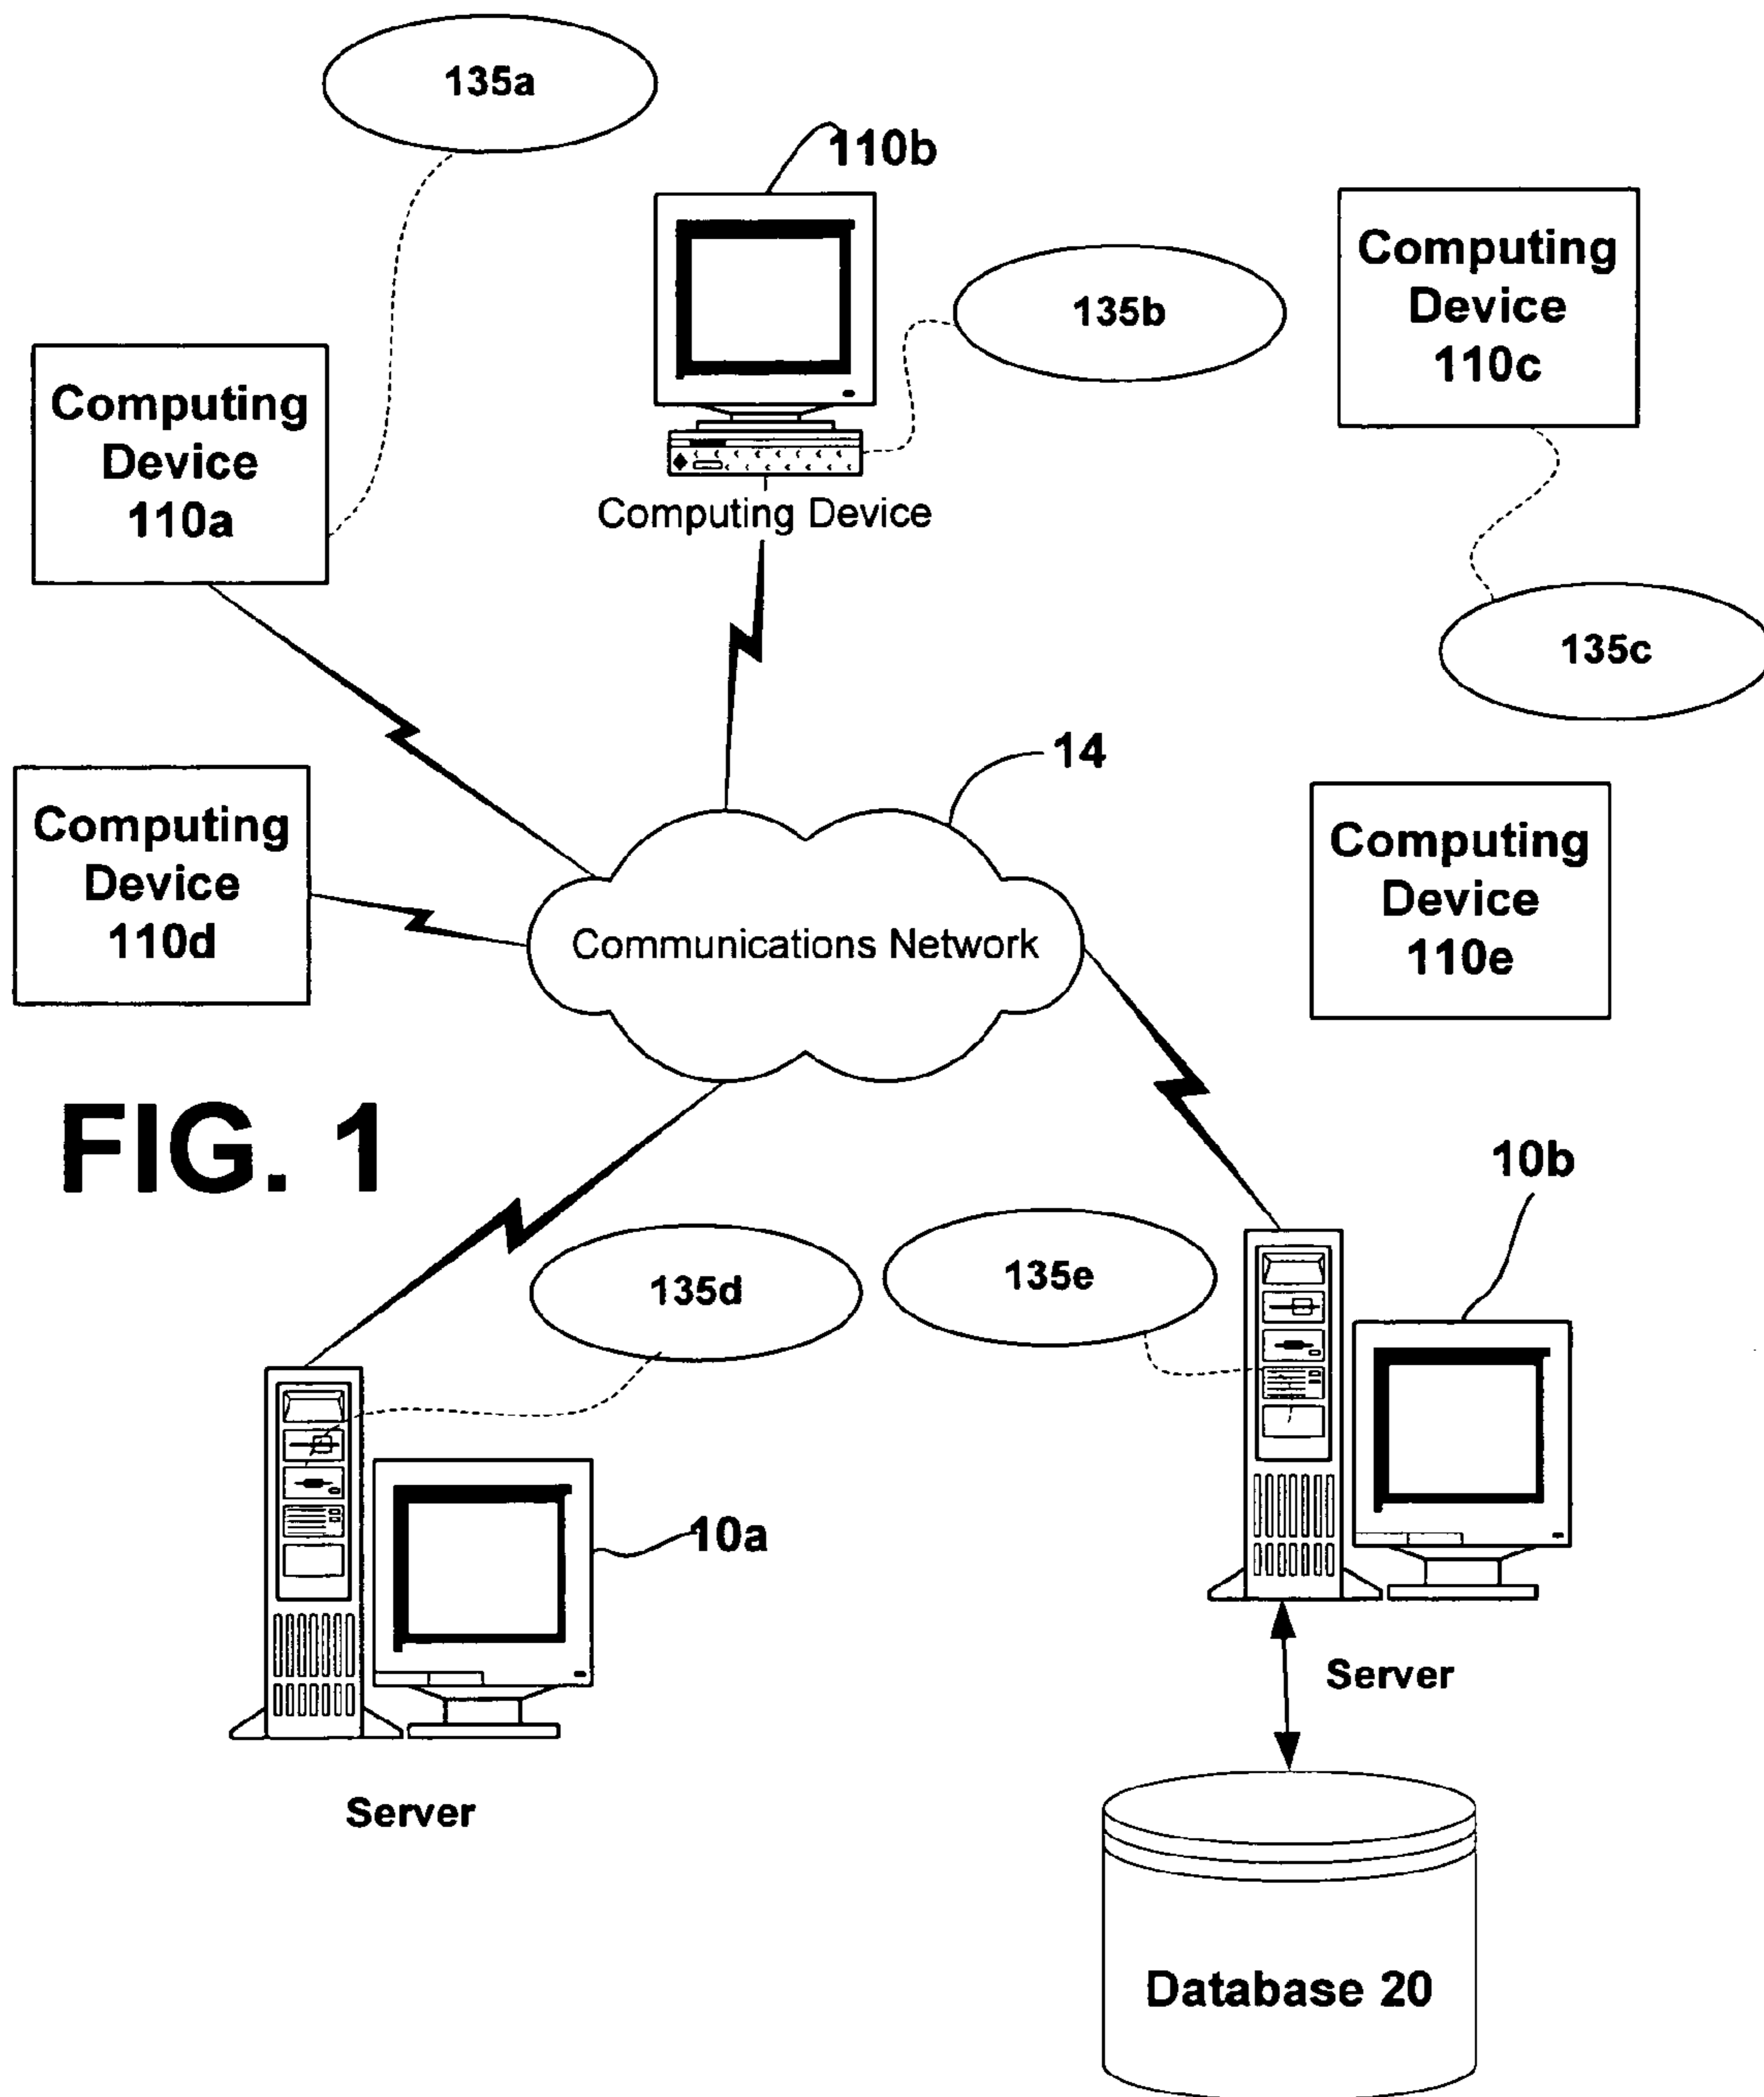 135a
110b
Computing
Device
110c
135b
Computing
Device
110a
Computing Device
135c
14
Computing
Device
110d
Computing
Device
110e
Communications Network
FIG. 1
10b
135d
135e
10a
Server
Server
Database 20